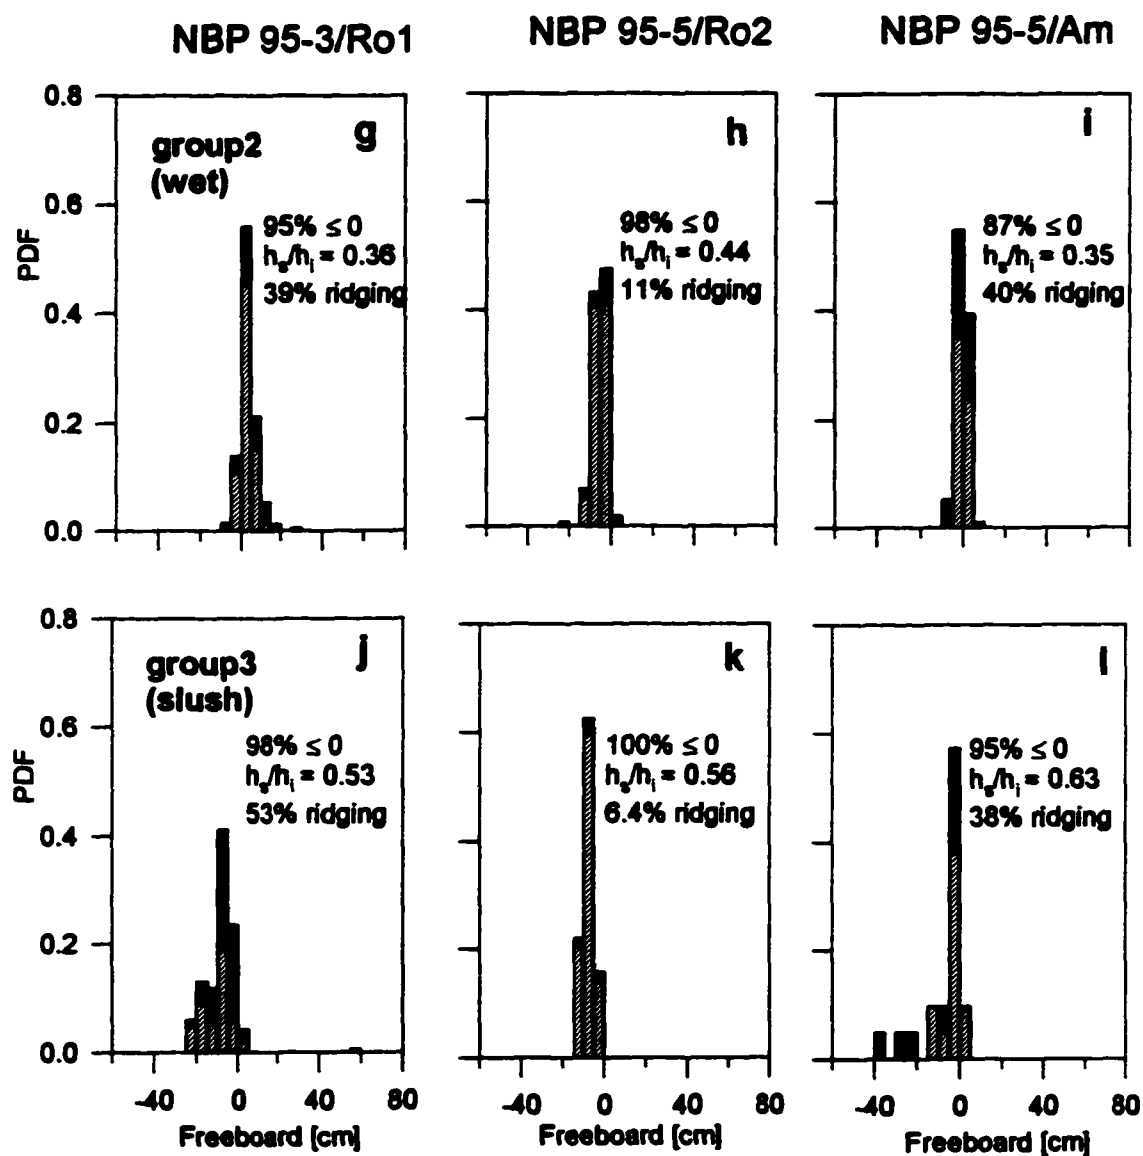 NBP 95-3/Ro1 NBP 95-5/Ro2 NBP 95-5/Am
0.8
0.6
0.4
0.2
0.0
PDF
group2
(wet)
g
95% ≤ 0
h_s/h_i = 0.36
39% ridging
-40 0 40 80
h
98% ≤ 0
h_s/h_i = 0.44
11% ridging
i
87% ≤ 0
h_s/h_i = 0.35
40% ridging
0.8
0.6
0.4
0.2
0.0
PDF
group3
(slush)
j
98% ≤ 0
h_s/h_i = 0.53
53% ridging
k
100% ≤ 0
h_s/h_i = 0.56
6.4% ridging
l
95% ≤ 0
h_s/h_i = 0.63
38% ridging
-40 0 40 80
-40 0 40 80
-40 0 40 80
Freeboard [cm]
Freeboard [cm]
Freeboard [cm]